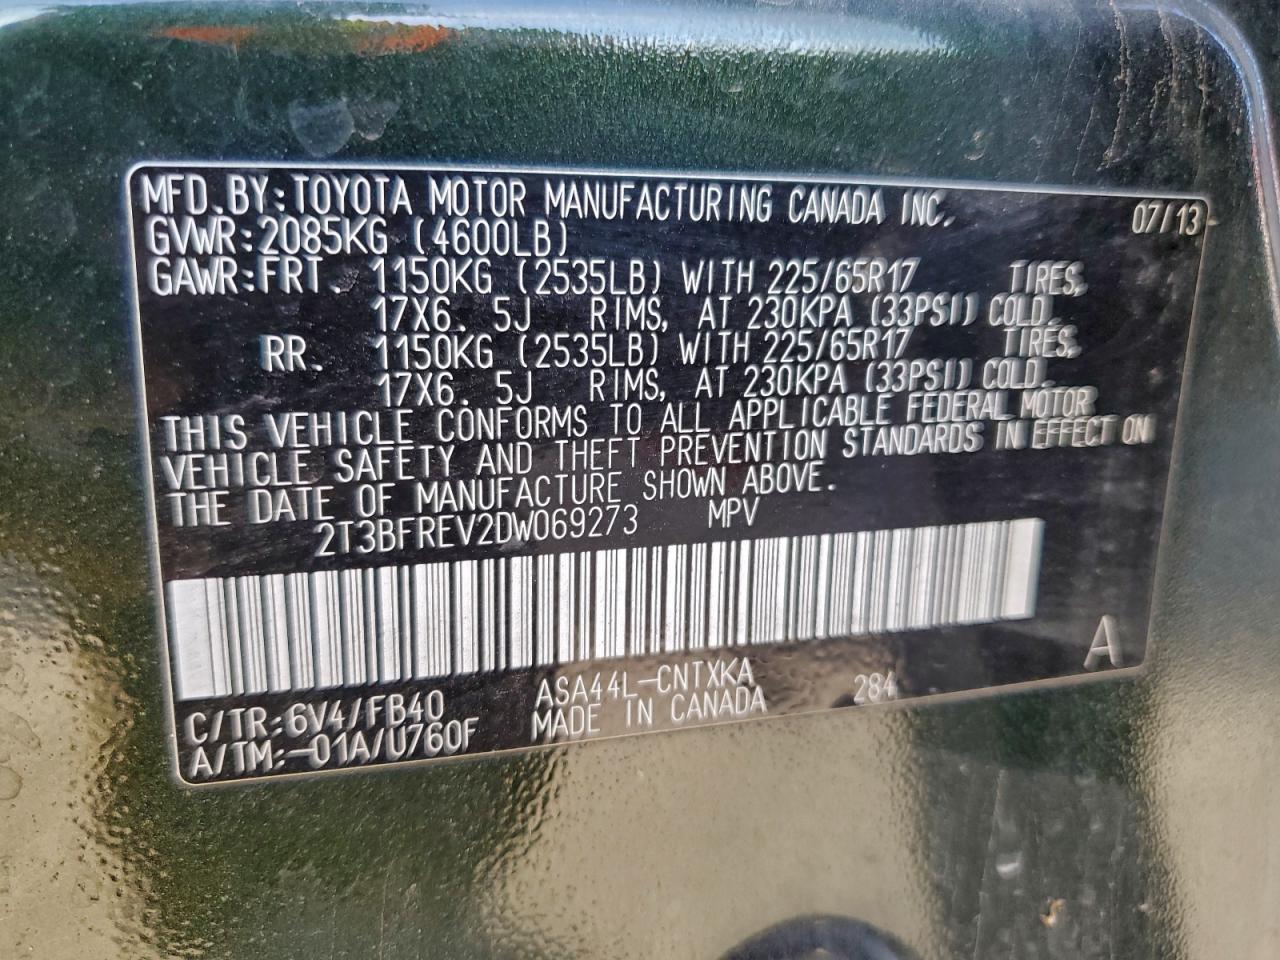 MFD.BY:TOYOTA MOTOR MANUFACTURING CANADA INC. 07/13
GVWR:2085KG (4600LB)
GAWR:FRT. 1150KG (2535LB) WITH 225/65R17 TIRES,
17X6. 5J RIMS, AT 230KPA (33PSI) COLD.
RR. 1150KG (2535LB) WITH 225/65R17 TIRES,
17X6. 5J RIMS, AT 230KPA (33PSI) COLD.
THIS VEHICLE CONFORMS TO ALL APPLICABLE FEDERAL MOTOR
VEHICLE SAFETY AND THEFT PREVENTION STANDARDS IN EFFECT ON
THE DATE OF MANUFACTURE SHOWN ABOVE.
2T3BFREV2DW069273 MPV
A
C/TR:6V4/FB40 ASA44L-CNTXKA 284
A/TM:-01A/U760F MADE IN CANADA